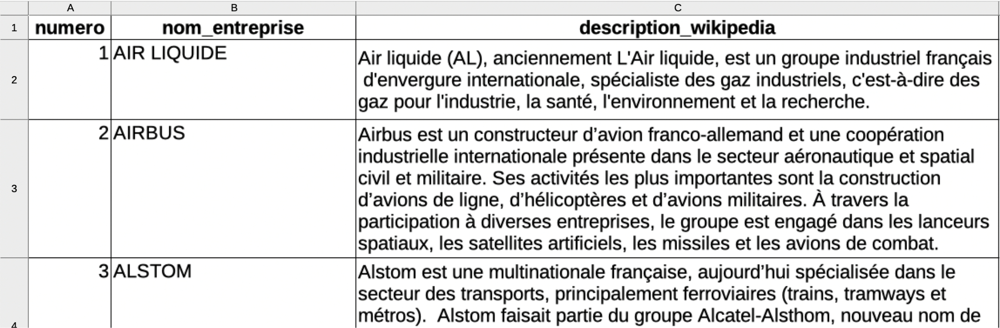 A B C
1 numero nom_entreprise description_wikipedia
2 1 AIR LIQUIDE Air liquide (AL), anciennement L'Air liquide, est un groupe industriel français
d'envergure internationale, spécialiste des gaz industriels, c'est-à-dire des
gaz pour l'industrie, la santé, l'environnement et la recherche.
3 2 AIRBUS Airbus est un constructeur d’avion franco-allemand et une coopération
industrielle internationale présente dans le secteur aéronautique et spatial
civil et militaire. Ses activités les plus importantes sont la construction
d’avions de ligne, d’hélicoptères et d’avions militaires. À travers la
participation à diverses entreprises, le groupe est engagé dans les lanceurs
spatiaux, les satellites artificiels, les missiles et les avions de combat.
4 3 ALSTOM Alstom est une multinationale française, aujourd’hui spécialisée dans le
secteur des transports, principalement ferroviaires (trains, tramways et
métros). Alstom faisait partie du groupe Alcatel-Alsthom, nouveau nom de